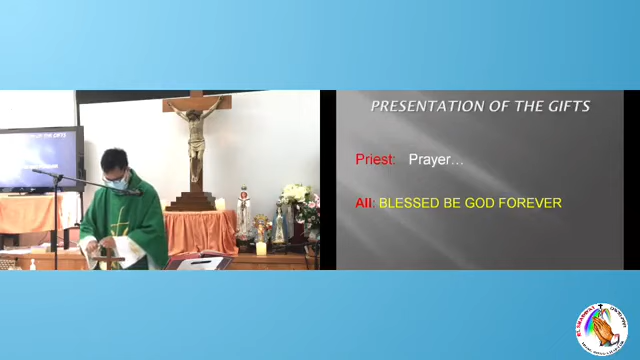 PRESENTATION OF THE GIFTS
Priest: Prayer...
All: BLESSED BE GOD FOREVER